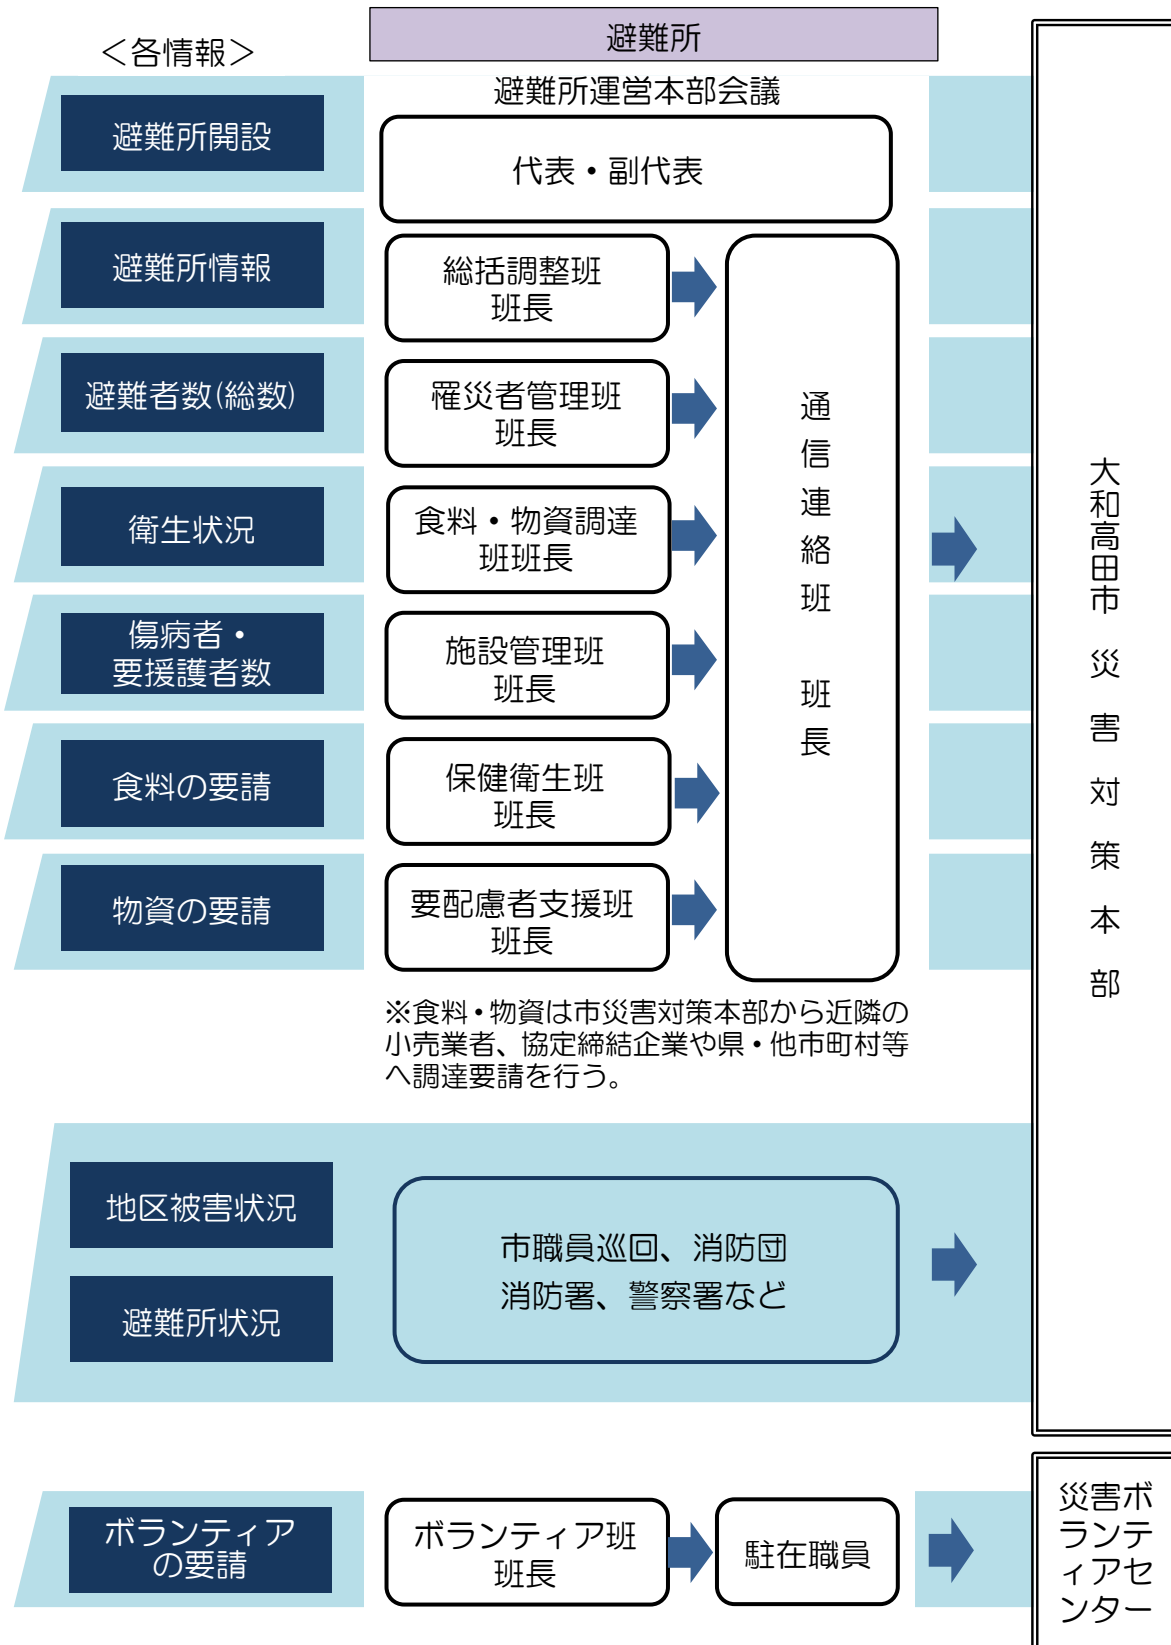 <各情報>
避難所
避難所運営本部会議
避難所開設
代表・副代表
避難所情報
総括調整班
班長
避難者数(総数)
罹災者管理班
班長
衛生状況
食料・物資調達
班班長
傷病者・
要援護者数
施設管理班
班長
食料の要請
保健衛生班
班長
物資の要請
要配慮者支援班
班長
通信連絡班 班長
大和高田市 災害対策本部
※食料・物資は市災害対策本部から近隣の
小売業者、協定締結企業や県・他市町村等
へ調達要請を行う。
地区被害状況
避難所状況
市職員巡回、消防団
消防署、警察署など
ボランティア
の要請
ボランティア班
班長
駐在職員
災害ボ
ランテ
ィアセ
ンター